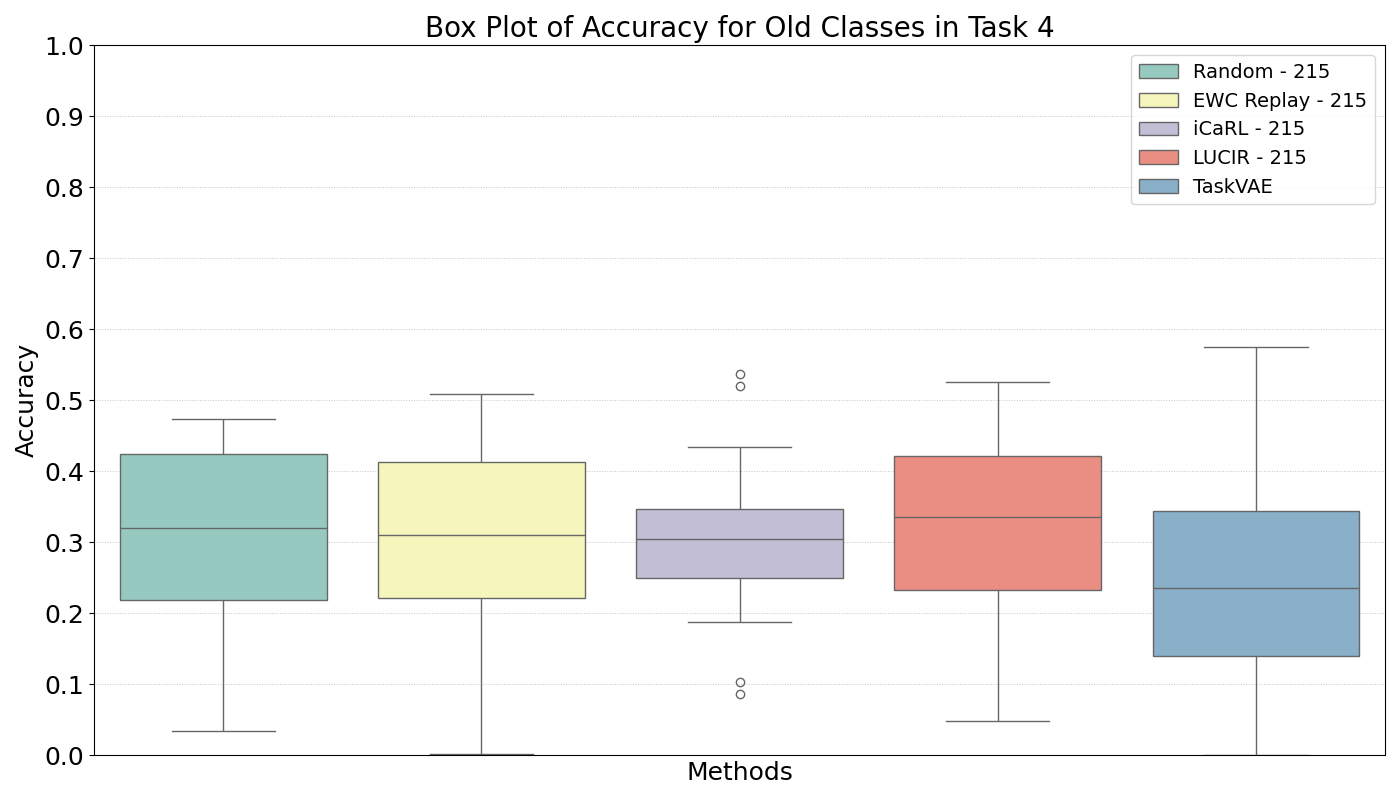 Box Plot of Accuracy for Old Classes in Task 4
1.0
0.9
0.8
0.7
0.6
0.5
0.4
0.3
0.2
0.1
0.0
Accuracy
Methods
Random - 215
EWC Replay - 215
iCaRL - 215
LUCIR - 215
TaskVAE